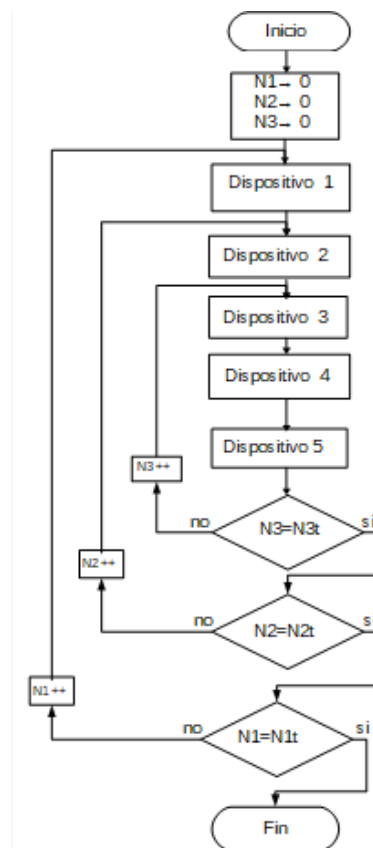 Inicio
N1→ 0
N2→ 0
N3→ 0
Dispositivo 1
Dispositivo 2
Dispositivo 3
Dispositivo 4
Dispositivo 5
N3++
no
N3=N3t
si
N2++
no
N2=N2t
si
N1++
no
N1=N1t
si
Fin